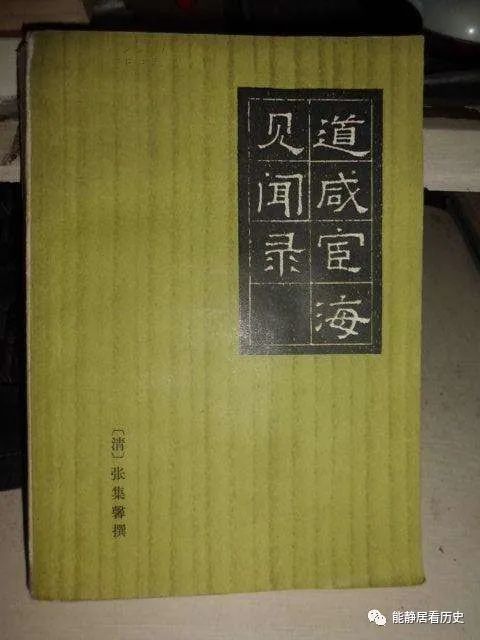 道咸宦海
见闻录
〔清〕张集馨撰
能静居看历史